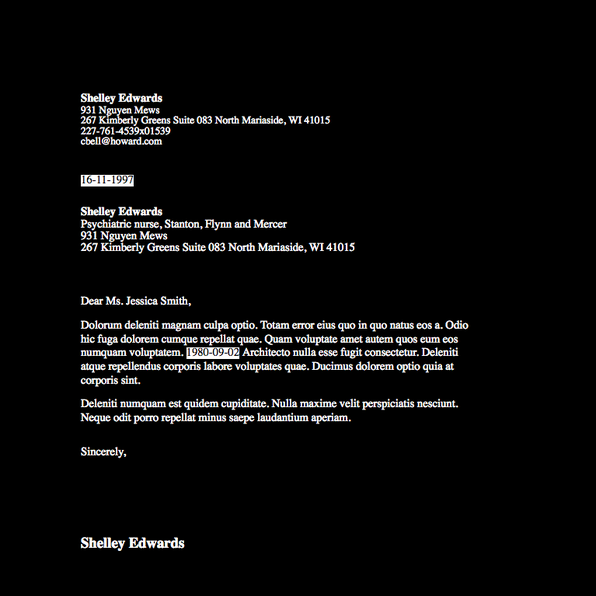 Shelley Edwards
931 Nguyen Mews
267 Kimberly Greens Suite 083 North Mariaside, WI 41015
227-761-4539x01539
cbell@howard.com
16-11-1997
Shelley Edwards
Psychiatric nurse, Stanton, Flynn and Mercer
931 Nguyen Mews
267 Kimberly Greens Suite 083 North Mariaside, WI 41015
Dear Ms. Jessica Smith,
Dolorum deleniti magnam culpa optio. Totam error eius quo in quo natus eos a. Odio
hic fuga dolorem cumque repellat quae. Quam voluptate amet autem quos eum eos
numquam voluptatem. 1980-09-02 Architecto nulla esse fugit consectetur. Deleniti
atque repellendus corporis labore voluptates quae. Ducimus dolorem optio quia at
corporis sint.
Deleniti numquam est quidem cupiditate. Nulla maxime velit perspiciatis nesciunt.
Neque odit porro repellat minus saepe laudantium aperiam.
Sincerely,
Shelley Edwards